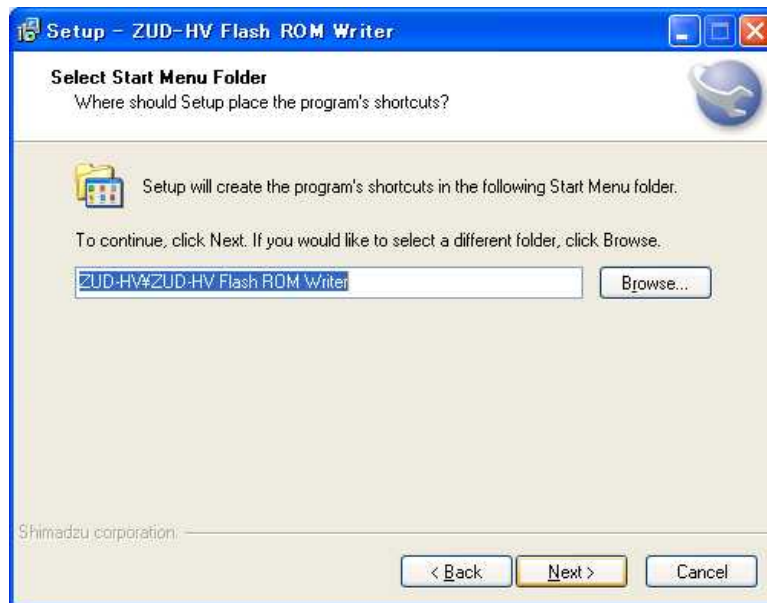 Setup - ZUD-HV Flash ROM Writer
Select Start Menu Folder
Where should Setup place the program's shortcuts?
Setup will create the program's shortcuts in the following Start Menu folder.
To continue, click Next. If you would like to select a different folder, click Browse.
ZUD-HV¥ZUD-HV Flash ROM Writer
Browse...
Shimadzu corporation.
< Back
Next >
Cancel